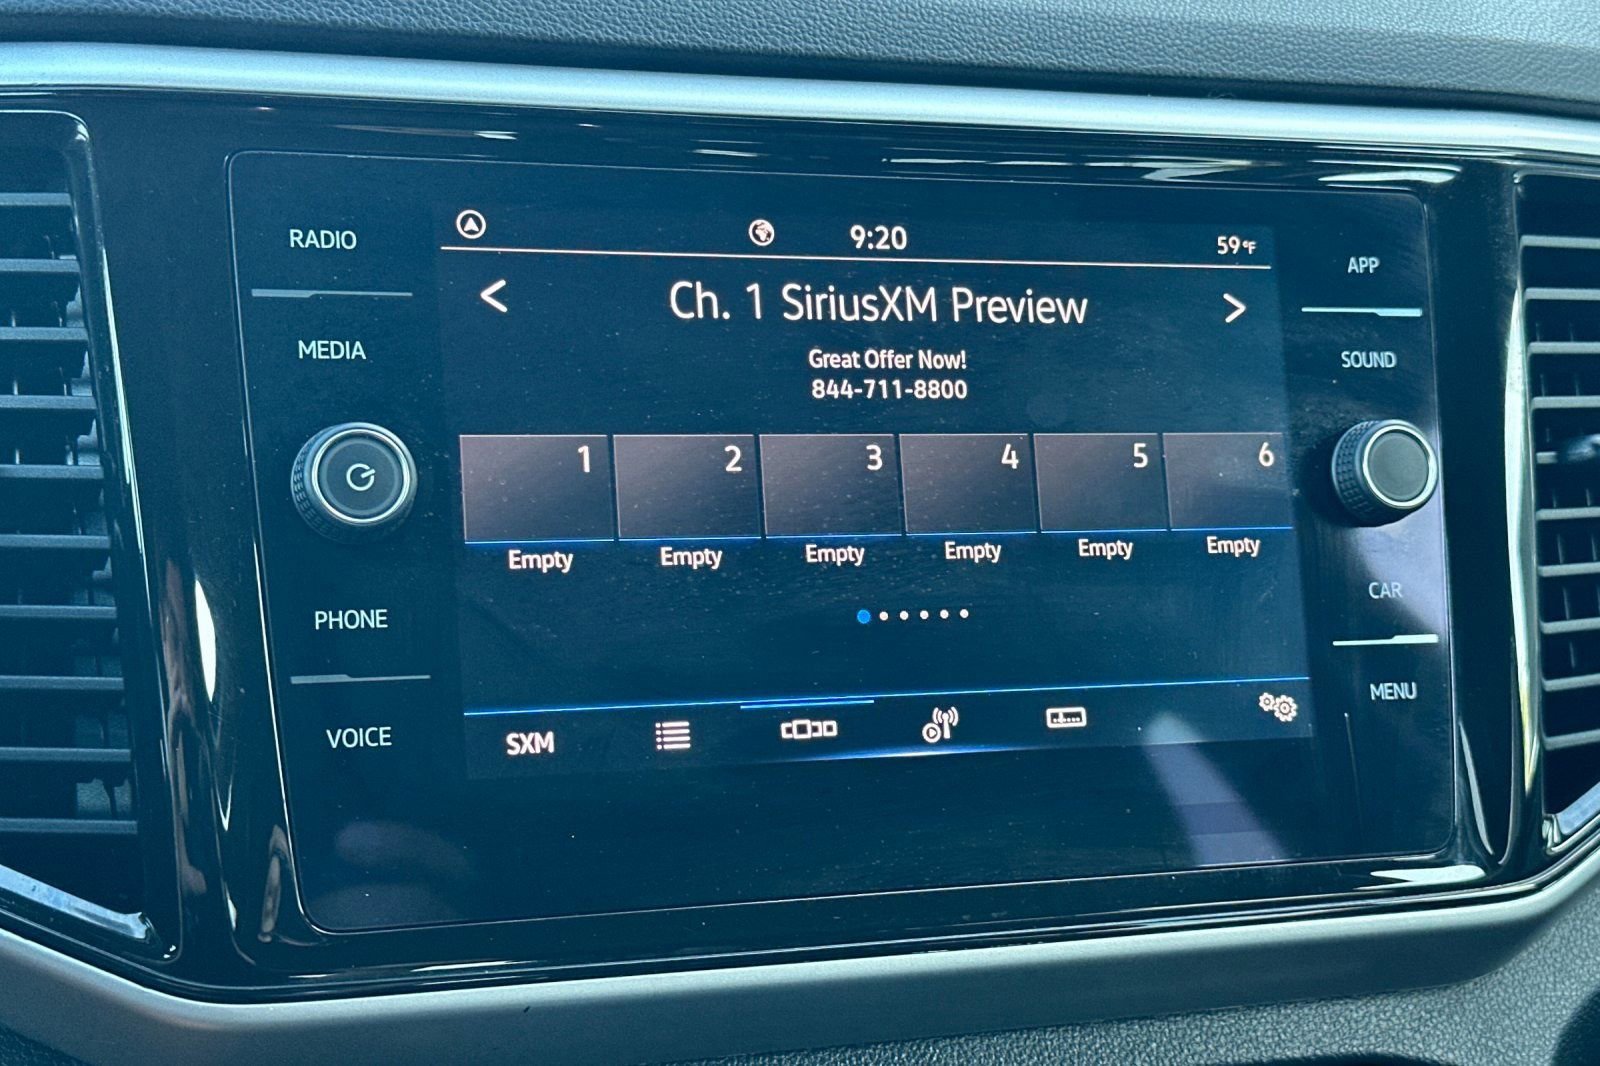 RADIO
MEDIA
PHONE
VOICE
9:20
59°F
< Ch. 1 SiriusXM Preview >
Great Offer Now!
844-711-8800
1 2 3 4 5 6
Empty Empty Empty Empty Empty Empty
SXM
APP
SOUND
CAR
MENU